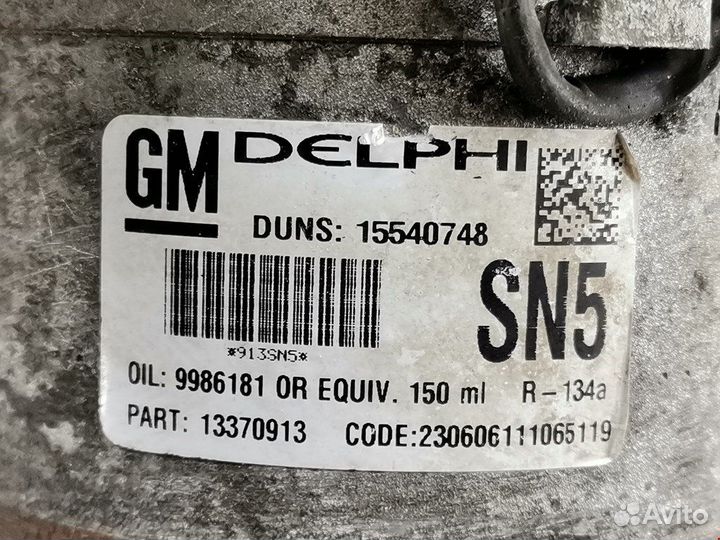 GM DELPHI
DUNS: 15540748
*913SN5*
SN5
OIL: 9986181 OR EQUIV. 150 ml R-134a
PART: 13370913 CODE:230606111065119
Avito